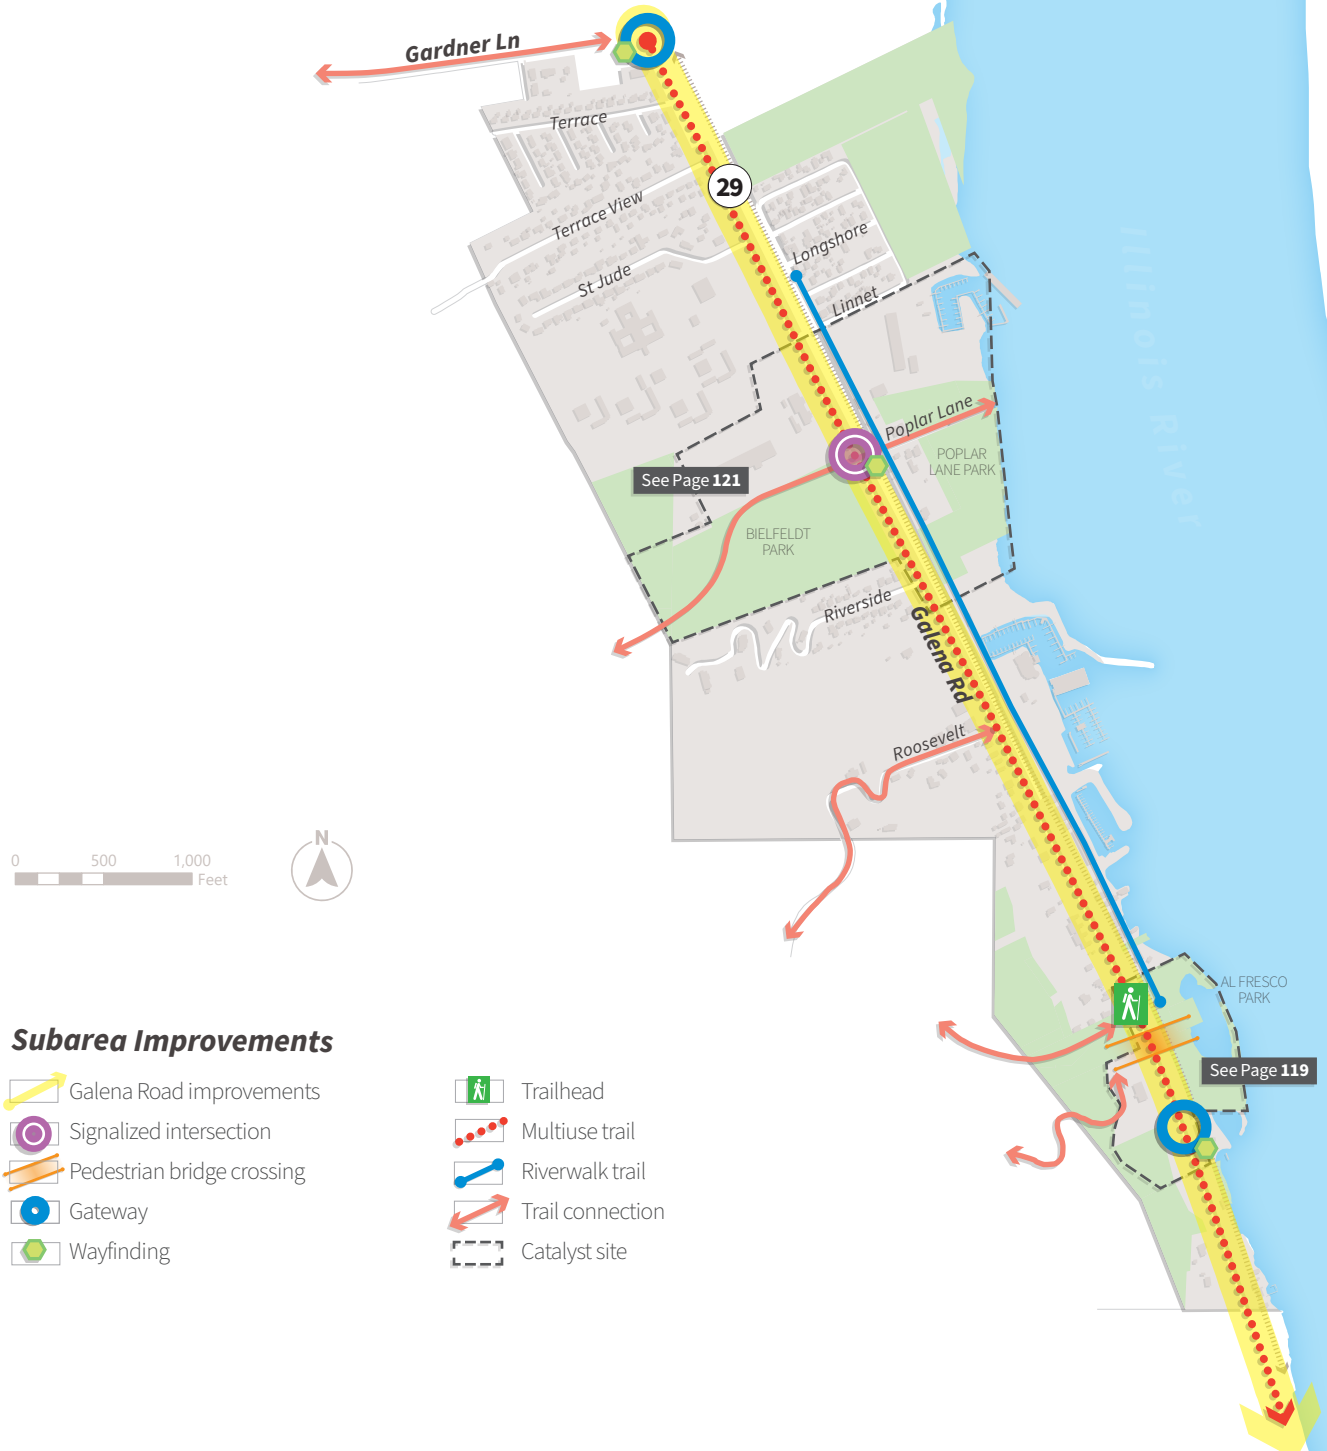 Gardner Ln
Terrace
29
Terrace View
Longshore
St Jude
Linnet
Illinois River
Poplar Lane
POPLAR
LANE PARK
See Page 121
BIELFELDT
PARK
Riverside
Galena Rd
Roosevelt
N
0 500 1,000
Feet
AL FRESCO
PARK
See Page 119
Subarea Improvements
Galena Road improvements
Signalized intersection
Pedestrian bridge crossing
Gateway
Wayfinding
Trailhead
Multiuse trail
Riverwalk trail
Trail connection
Catalyst site